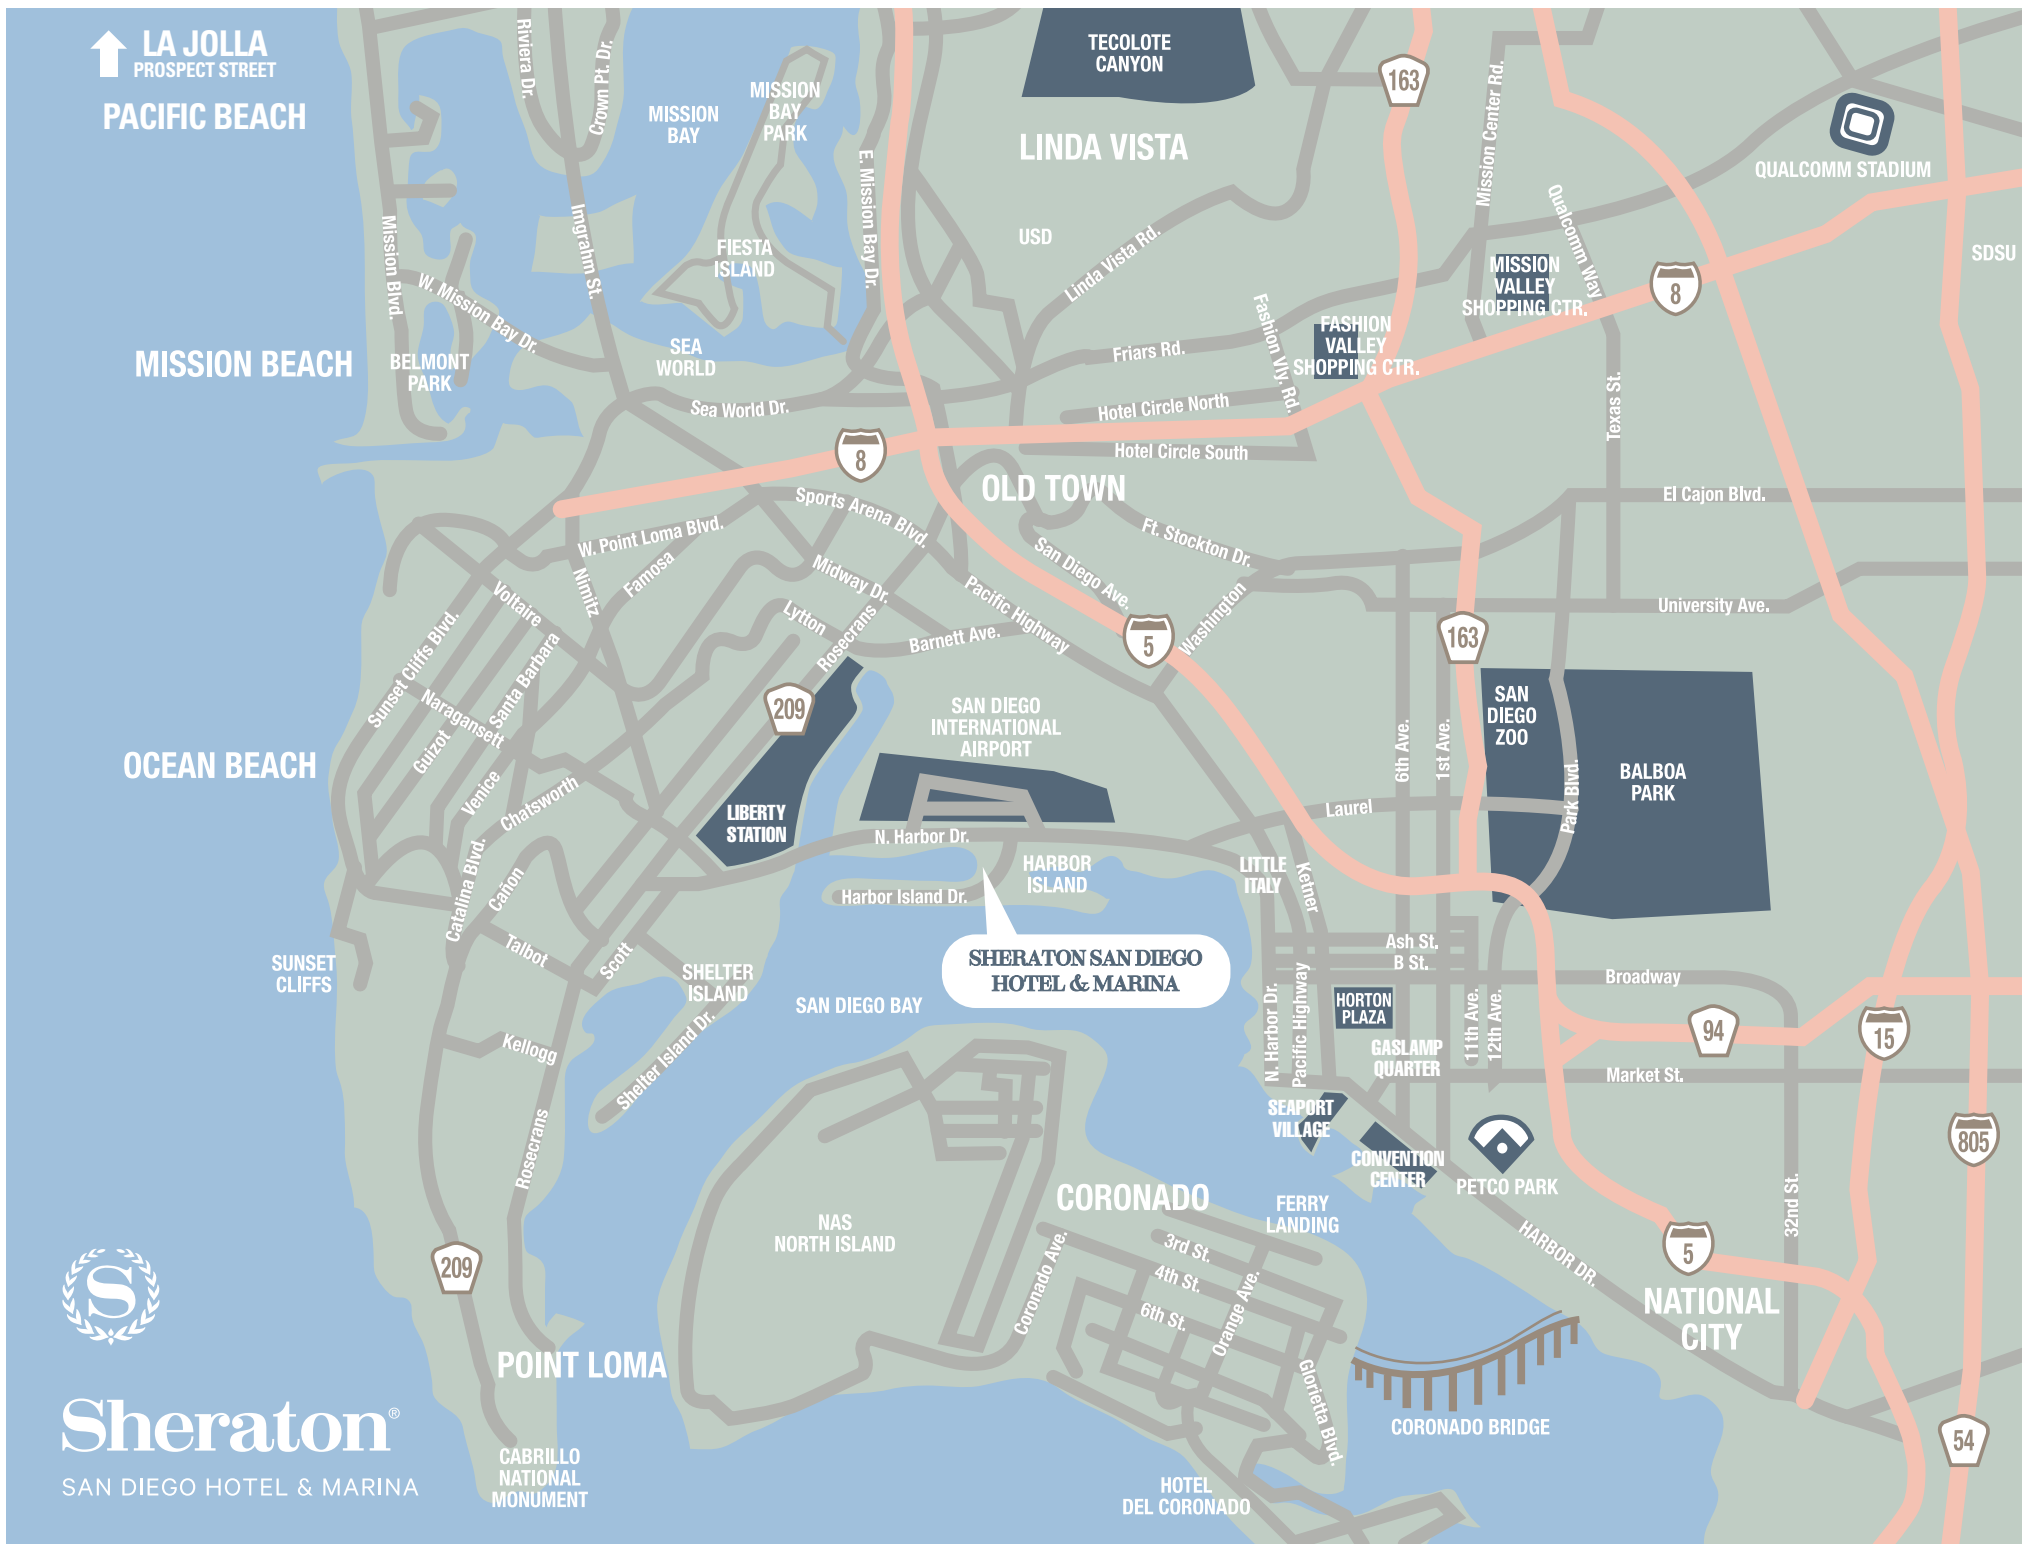 LA JOLLA
PROSPECT STREET
PACIFIC BEACH
Riviera Dr.
Crown Pt. Dr.
MISSION
BAY
MISSION
BAY
PARK
TECOLOTE
CANYON
163
Mission Center Rd.
QUALCOMM STADIUM
LINDA VISTA
E. Mission Bay Dr.
Mission Blvd.
Imgrahm St.
FIESTA
ISLAND
USD
Linda Vista Rd.
Qualcomm Way
SDSU
MISSION
VALLEY
SHOPPING CTR.
8
W. Mission Bay Dr.
Fashion Vly. Rd.
FASHION
VALLEY
SHOPPING CTR.
MISSION BEACH
BELMONT
PARK
SEA
WORLD
Friars Rd.
Sea World Dr.
Hotel Circle North
Texas St.
8
Hotel Circle South
OLD TOWN
El Cajon Blvd.
Sports Arena Blvd.
W. Point Loma Blvd.
Ft. Stockton Dr.
San Diego Ave.
Nimitz
Famosa
Midway Dr.
Pacific Highway
Voltaire
Lytton
Rosecrans
Barnett Ave.
5
Washington
University Ave.
163
Sunset Cliffs Blvd.
Santa Barbara
Naragansett
Guizot
209
SAN DIEGO
INTERNATIONAL
AIRPORT
6th Ave.
1st Ave.
SAN
DIEGO
ZOO
BALBOA
PARK
Park Blvd.
OCEAN BEACH
Venice
Chatsworth
LIBERTY
STATION
N. Harbor Dr.
Laurel
HARBOR
ISLAND
LITTLE
ITALY
Ketner
Catalina Blvd.
Cañon
Harbor Island Dr.
Talbot
Scott
SHERATON SAN DIEGO
HOTEL & MARINA
Ash St.
B St.
Broadway
SUNSET
CLIFFS
SHELTER
ISLAND
SAN DIEGO BAY
N. Harbor Dr.
Pacific Highway
HORTON
PLAZA
11th Ave.
12th Ave.
94
15
Kellogg
Shelter Island Dr.
GASLAMP
QUARTER
Market St.
SEAPORT
VILLAGE
805
Rosecrans
CONVENTION
CENTER
PETCO PARK
CORONADO
FERRY
LANDING
32nd St.
NAS
NORTH ISLAND
Coronado Ave.
3rd St.
4th St.
6th St.
Orange Ave.
HARBOR DR.
5
209
NATIONAL
CITY
S
POINT LOMA
Glorietta Blvd.
CORONADO BRIDGE
54
Sheraton®
SAN DIEGO HOTEL & MARINA
CABRILLO
NATIONAL
MONUMENT
HOTEL
DEL CORONADO